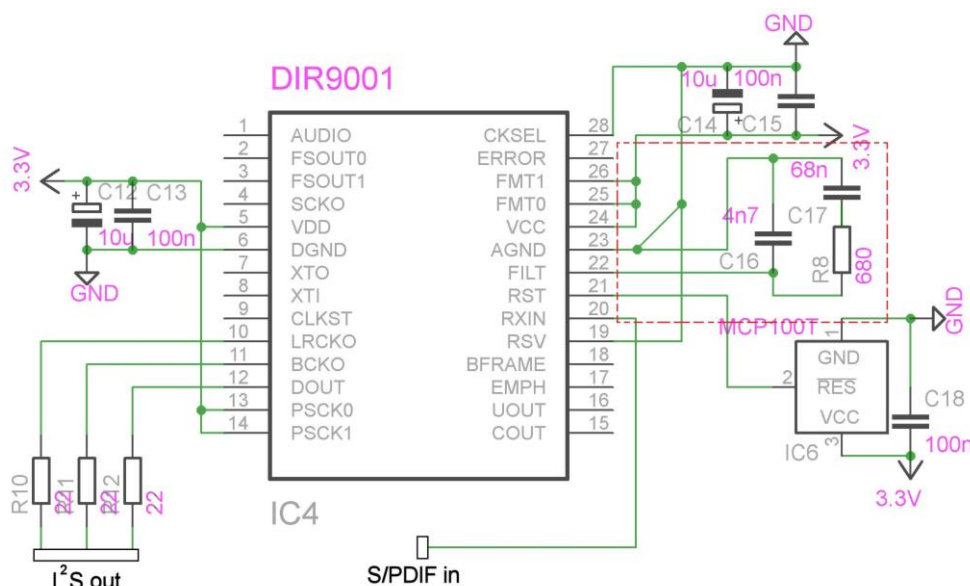 GND
DIR9001
10u 100n
C14 + C15
3.3V
68n
4n7
C17
C16
R8
680
3.3V
+ C12 C13
10u 100n
GND
1 AUDIO
2 FSOUT0
3 FSOUT1
4 SCKO
5 VDD
6 DGND
7 XTO
8 XTI
9 CLKST
10 LRCKO
11 BCKO
12 DOUT
13 PSCK0
14 PSCK1
CKSEL 28
ERROR 27
FMT1 26
FMT0 25
VCC 24
AGND 23
FILT 22
RST 21
RXIN 20
RSV 19
BFRAME 18
EMPH 17
UOUT 16
COUT 15
IC4
MCP100T
1
GND
2 RES
VCC
3
IC6
GND
C18
100n
3.3V
R10
22
R11
22
R12
22
I²S out
S/PDIF in